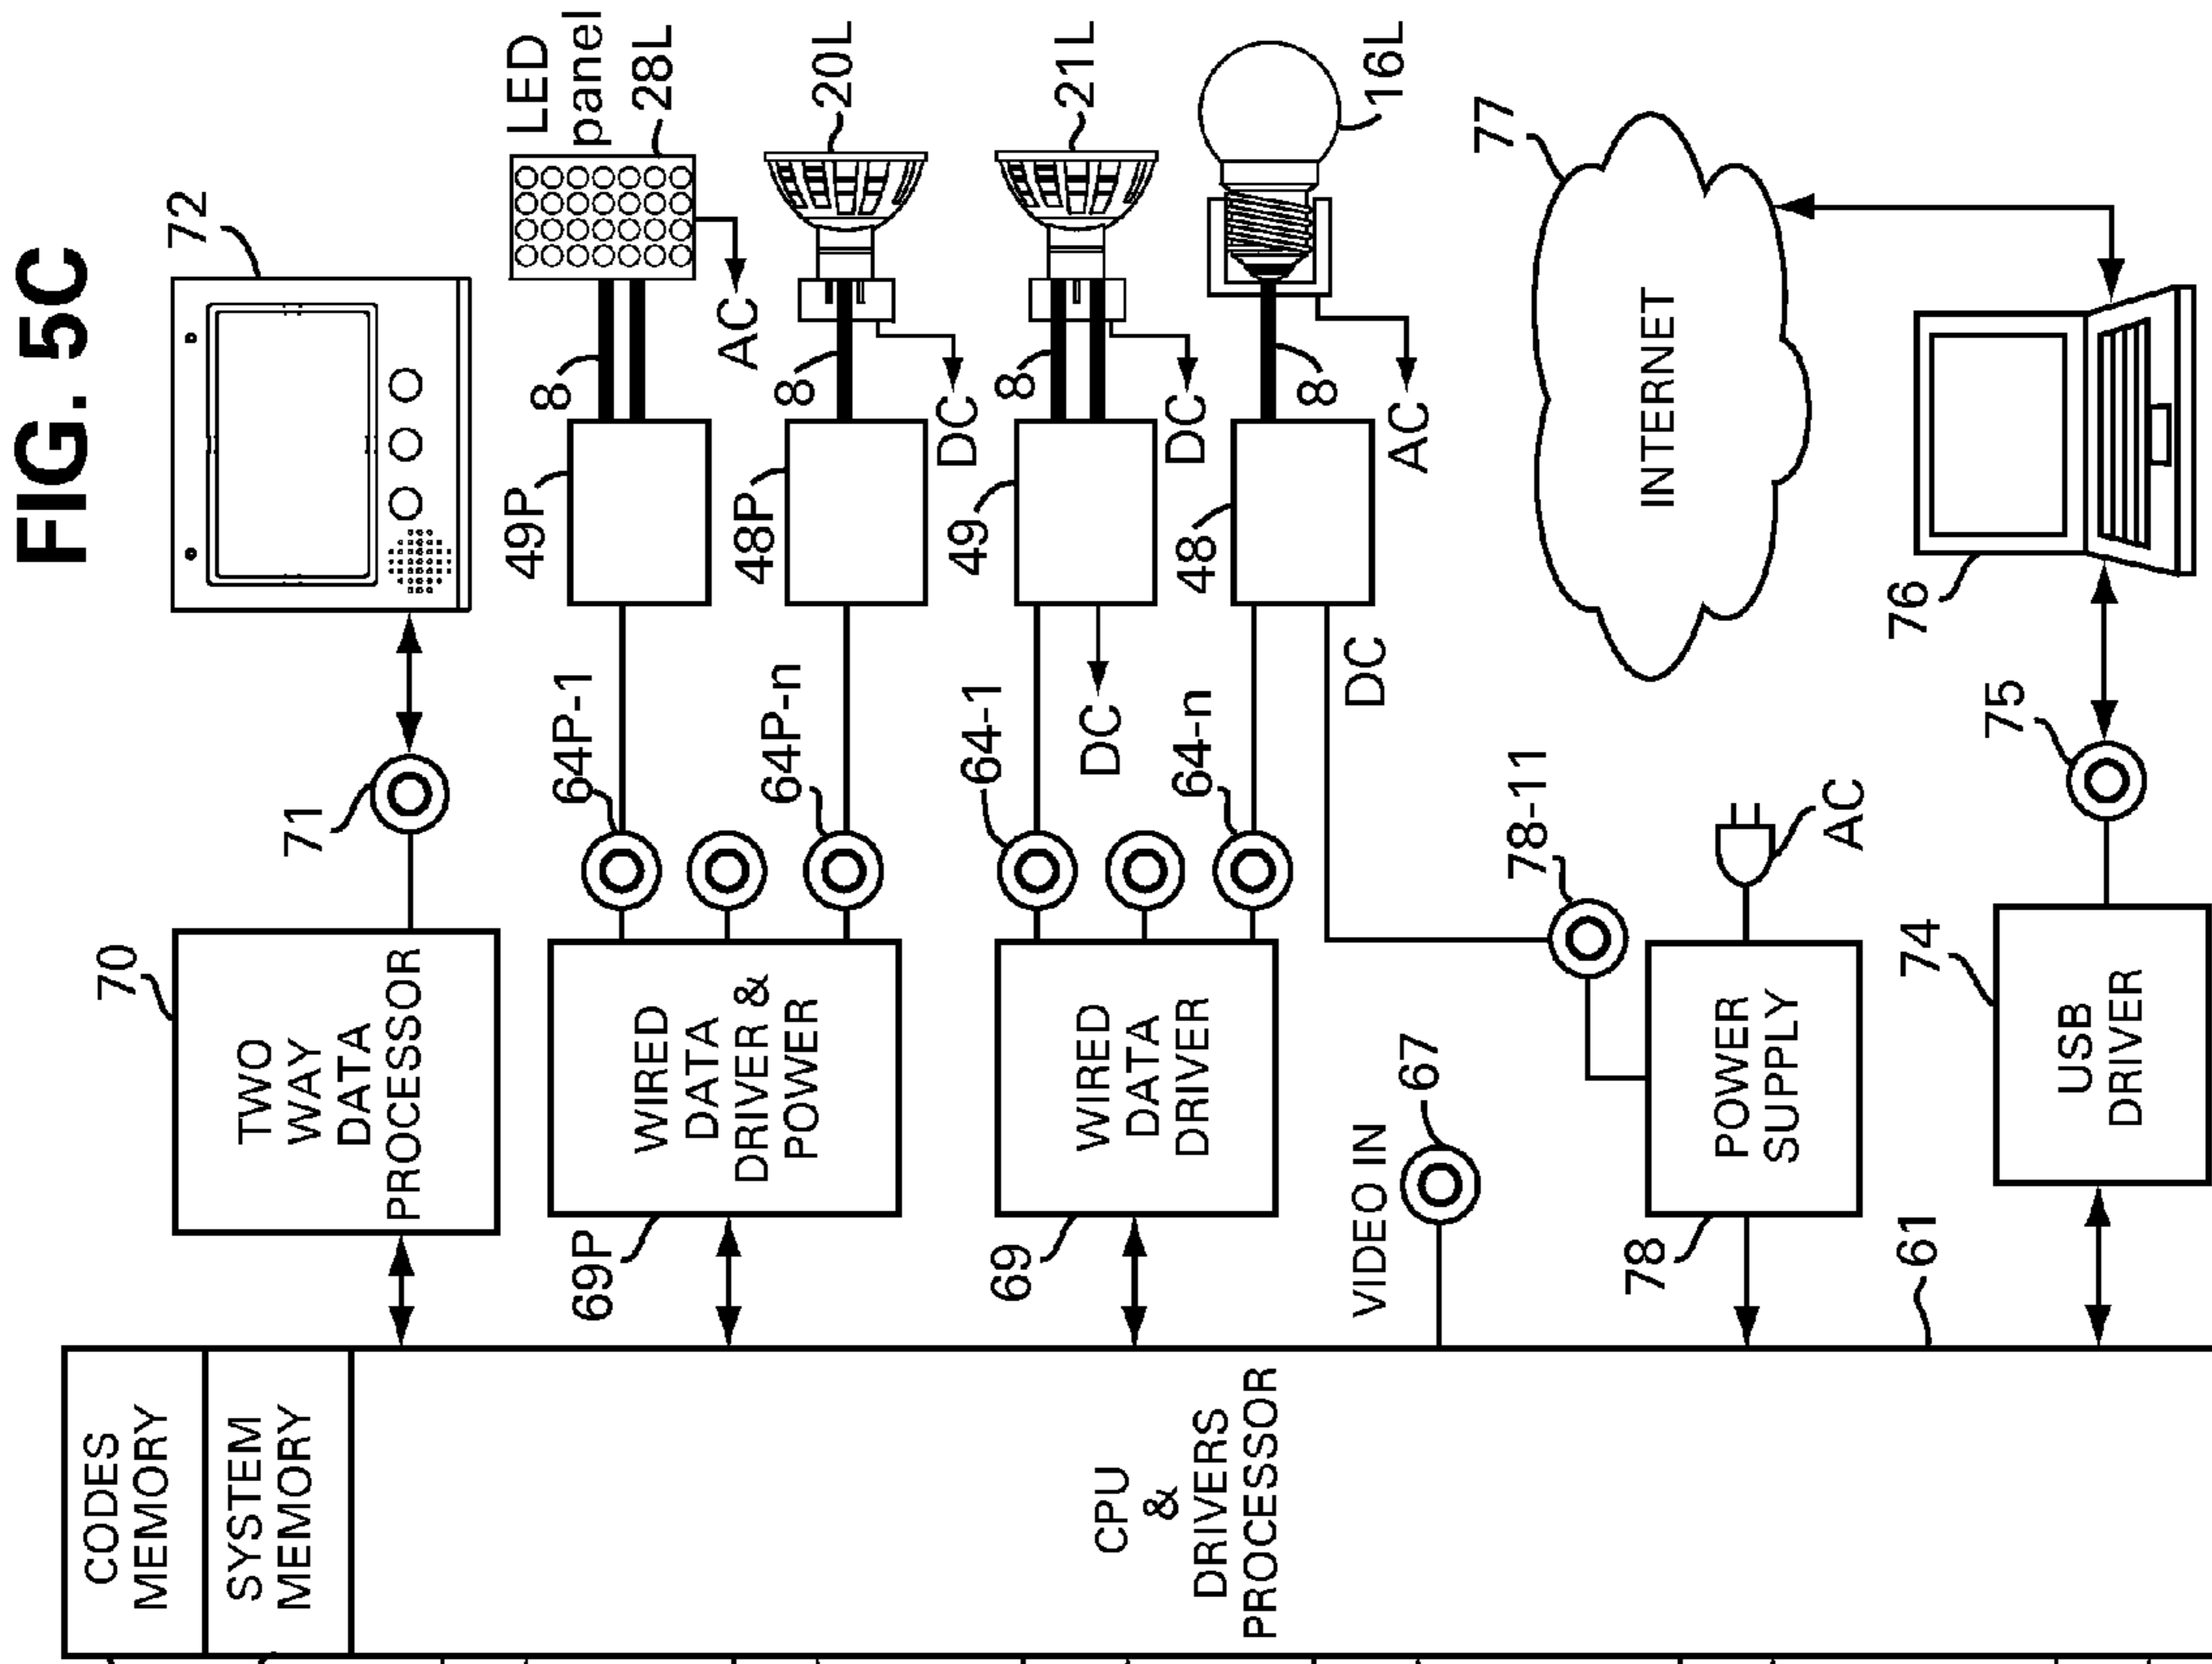 FIG. 5C
CODES
MEMORY
SYSTEM
MEMORY
CPU
&
DRIVERS
PROCESSOR
61
70
TWO
WAY
DATA
PROCESSOR
71
72
69P
WIRED
DATA
DRIVER &
POWER
64P-1
64P-n
49P
48P
8
8
LED
panel
28L
AC
20L
DC
69
WIRED
DATA
DRIVER
64-1
64-n
DC
49
48
8
8
21L
DC
16L
AC
DC
VIDEO IN
67
78
POWER
SUPPLY
78-11
AC
INTERNET
77
74
USB
DRIVER
75
76